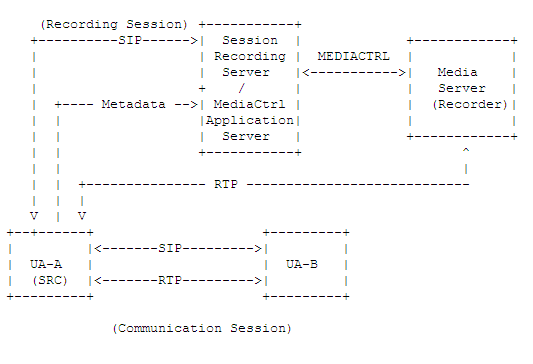 (Recording Session)
SIP
Session
Recording
Server
/
MediaCtrl
Application
Server
MEDIACTRL
Media
Server
(Recorder)
Metadata
RTP
UA-A
(SRC)
SIP
RTP
UA-B
(Communication Session)